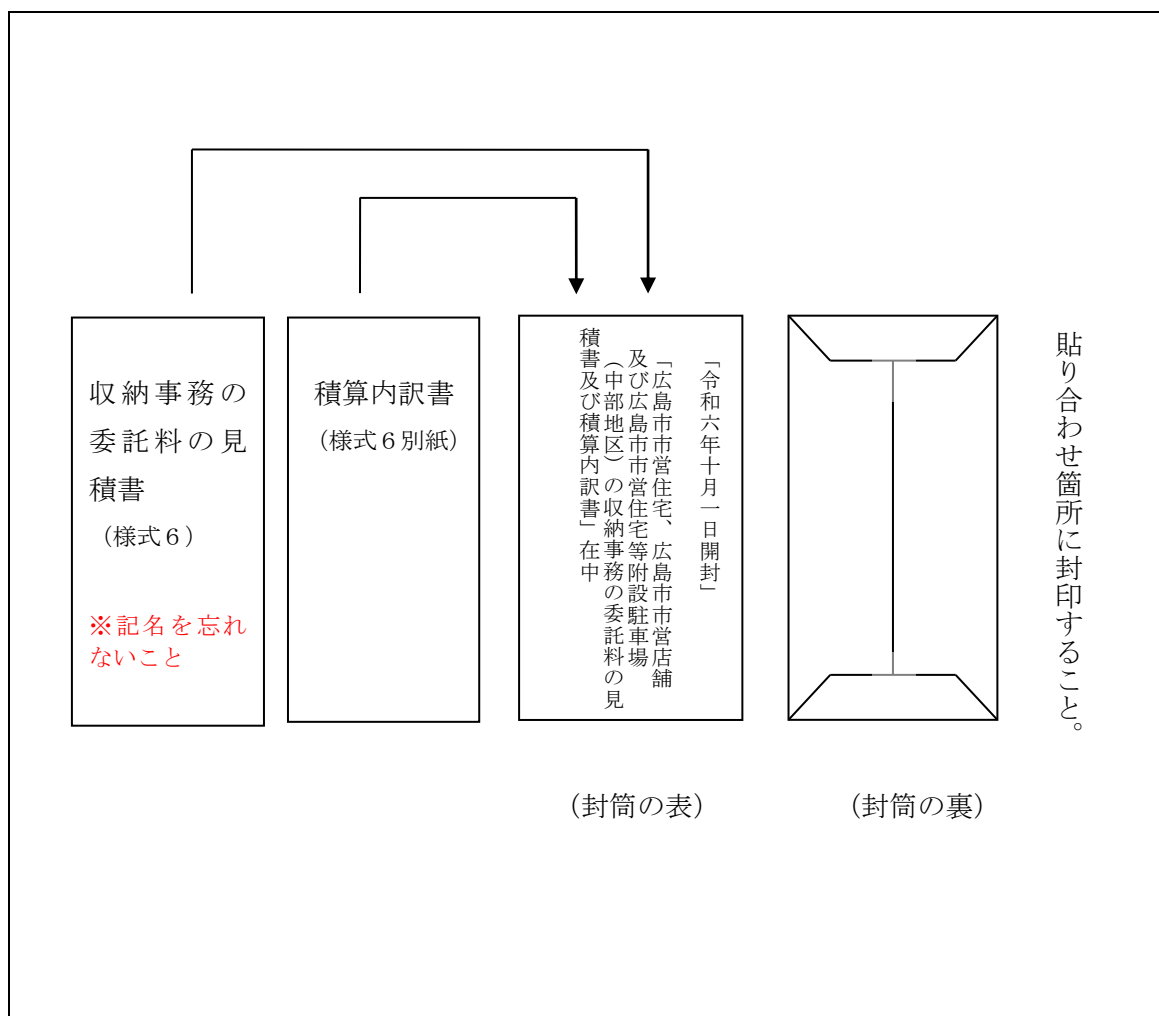 収納事務の
委託料の見
積書
（様式６）
※記名を忘れ
ないこと
積算内訳書
（様式６別紙）
「令和六年十月一日開封」
「広島市市営住宅、広島市市営店舗
及び広島市市営住宅等附設駐車場
（中部地区）の収納事務の委託料の見
積書及び積算内訳書」在中
貼り合わせ箇所に封印すること。
（封筒の表）
（封筒の裏）